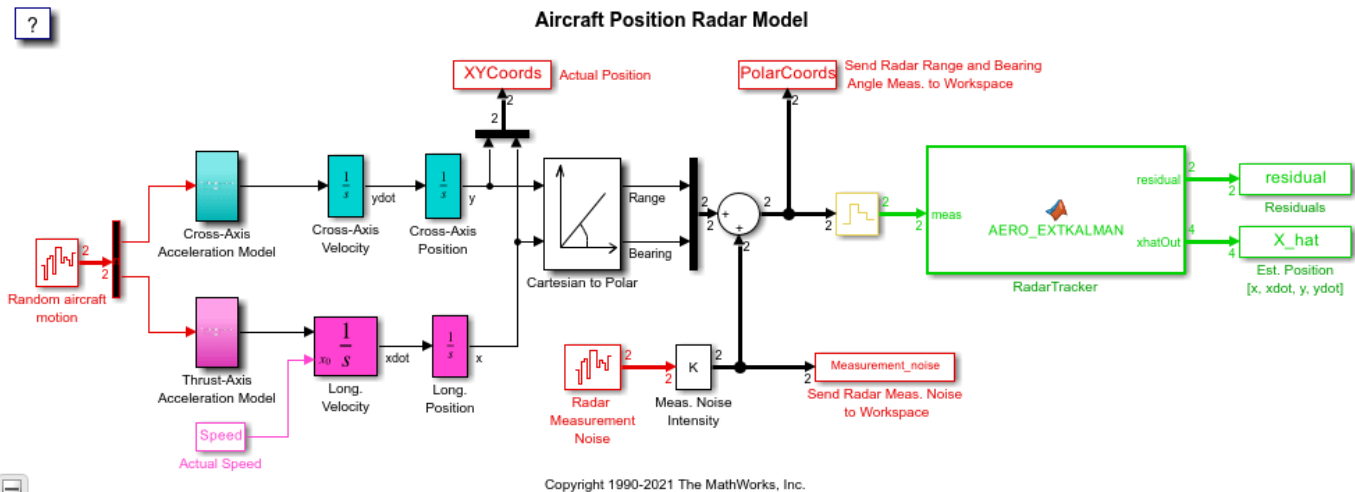 ?
Aircraft Position Radar Model
XYCoords
Actual Position
PolarCoords
Send Radar Range and Bearing
Angle Meas. to Workspace
2
2
2
2
Cross-Axis
Acceleration Model
1
s
ydot
Cross-Axis
Velocity
1
s
y
Cross-Axis
Position
Range
Bearing
Cartesian to Polar
2
2
+
+
2
2
2
2
2
meas
AERO_EXTKALMAN
residual
xhatOut
RadarTracker
2
2
residual
Residuals
4
4
X_hat
Est. Position
[x, xdot, y, ydot]
2
2
Random aircraft
motion
Thrust-Axis
Acceleration Model
1
s
x0
xdot
Long.
Velocity
1
s
x
Long.
Position
Speed
Actual Speed
2
2
Radar
Measurement
Noise
K
2
Meas. Noise
Intensity
2
Measurement_noise
Send Radar Meas. Noise
to Workspace
Copyright 1990-2021 The MathWorks, Inc.